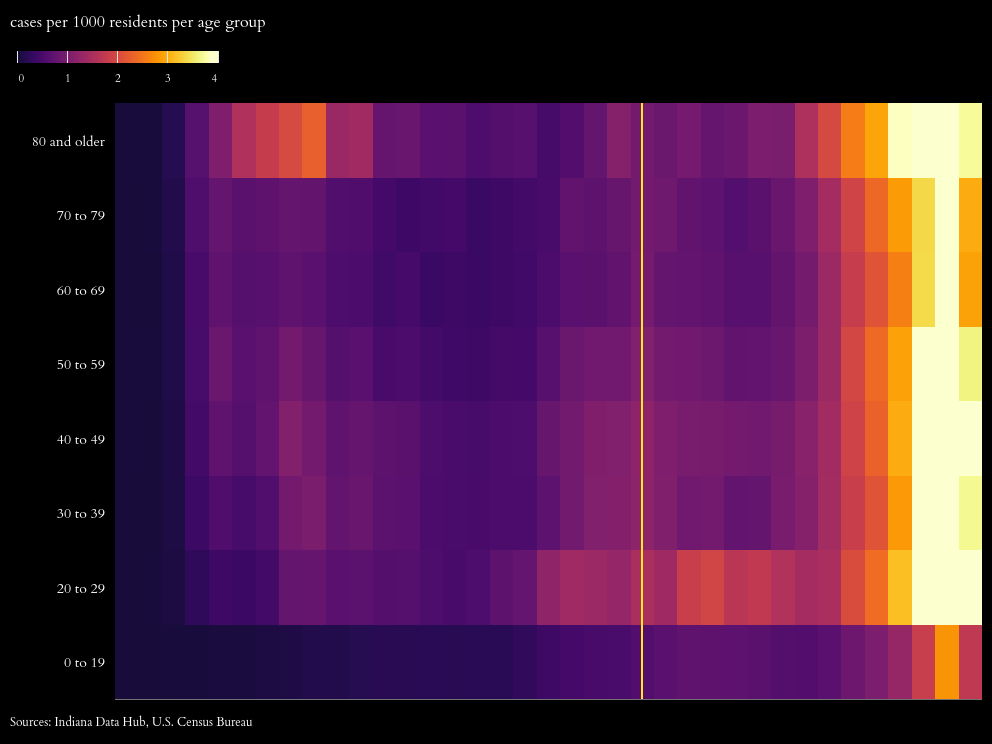 cases per 1000 residents per age group
0 1 2 3 4
80 and older
70 to 79
60 to 69
50 to 59
40 to 49
30 to 39
20 to 29
0 to 19
Sources: Indiana Data Hub, U.S. Census Bureau